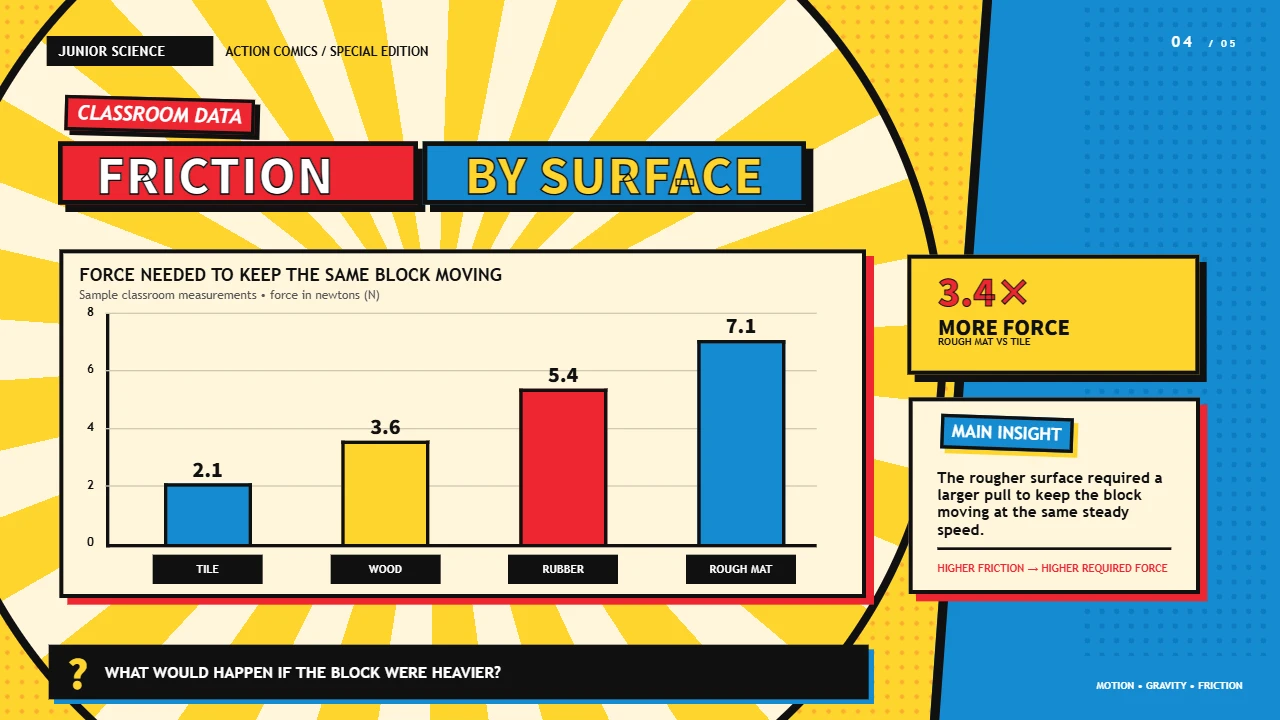 JUNIOR SCIENCE
ACTION COMICS / SPECIAL EDITION
04 / 05
CLASSROOM DATA
FRICTION BY SURFACE
FORCE NEEDED TO KEEP THE SAME BLOCK MOVING
Sample classroom measurements • force in newtons (N)
8
6
4
2
0
2.1
3.6
5.4
7.1
TILE
WOOD
RUBBER
ROUGH MAT
3.4×
MORE FORCE
ROUGH MAT VS TILE
MAIN INSIGHT
The rougher surface required a
larger pull to keep the block
moving at the same steady
speed.
HIGHER FRICTION → HIGHER REQUIRED FORCE
? WHAT WOULD HAPPEN IF THE BLOCK WERE HEAVIER?
MOTION • GRAVITY • FRICTION